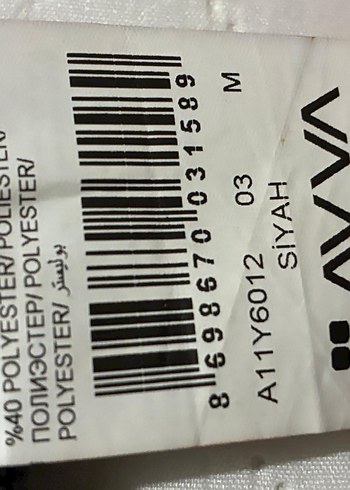 %40 POLYESTER/POLIESTER/
ПОЛИЭСТЕР/ POLYESTER/
POLYESTER/ بوليستر
8 698670 031589
M
A11Y6012 03
SİYAH
AVVA